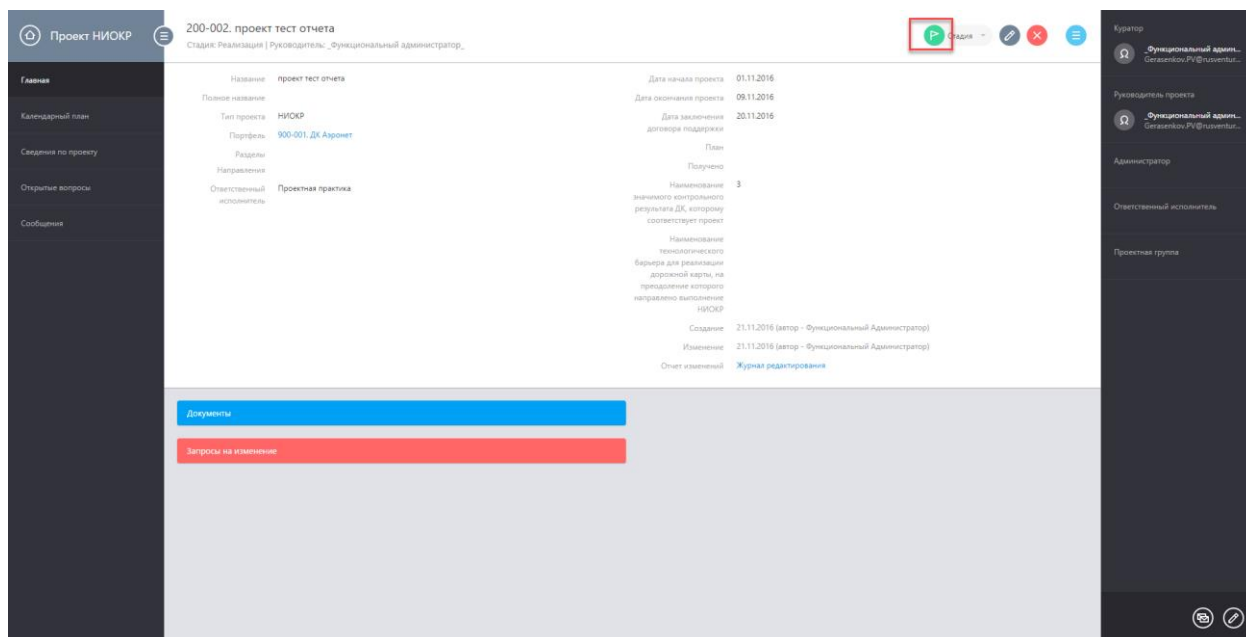 Проект НИОКР
Главная
Календарный план
Сведения по проекту
Открытые вопросы
Сообщения
200-002. проект тест отчета
Стадия: Реализация | Руководитель: _Функциональный администратор_
Стадия
Название проект тест отчета
Полное название
Тип проекта НИОКР
Портфель 900-001. ДК Аэронет
Разделы
Направления
Ответственный Проектная практика
исполнитель
Дата начала проекта 01.11.2016
Дата окончания проекта 09.11.2016
Дата заключения 20.11.2016
договора поддержки
План
Получено
Наименование 3
значимого контрольного
результата ДК, которому
соответствует проект
Наименование
технологического
барьера для реализации
дорожной карты, на
преодоление которого
направлено выполнение
НИОКР
Создание 21.11.2016 (автор - Функциональный Администратор)
Изменение 21.11.2016 (автор - Функциональный Администратор)
Отчет изменений Журнал редактирования
Документы
Запросы на изменение
Куратор
_Функциональный админ...
Gerasenkov.PV@rusventur...
Руководитель проекта
_Функциональный админ...
Gerasenkov.PV@rusventur...
Администратор
Ответственный исполнитель
Проектная группа